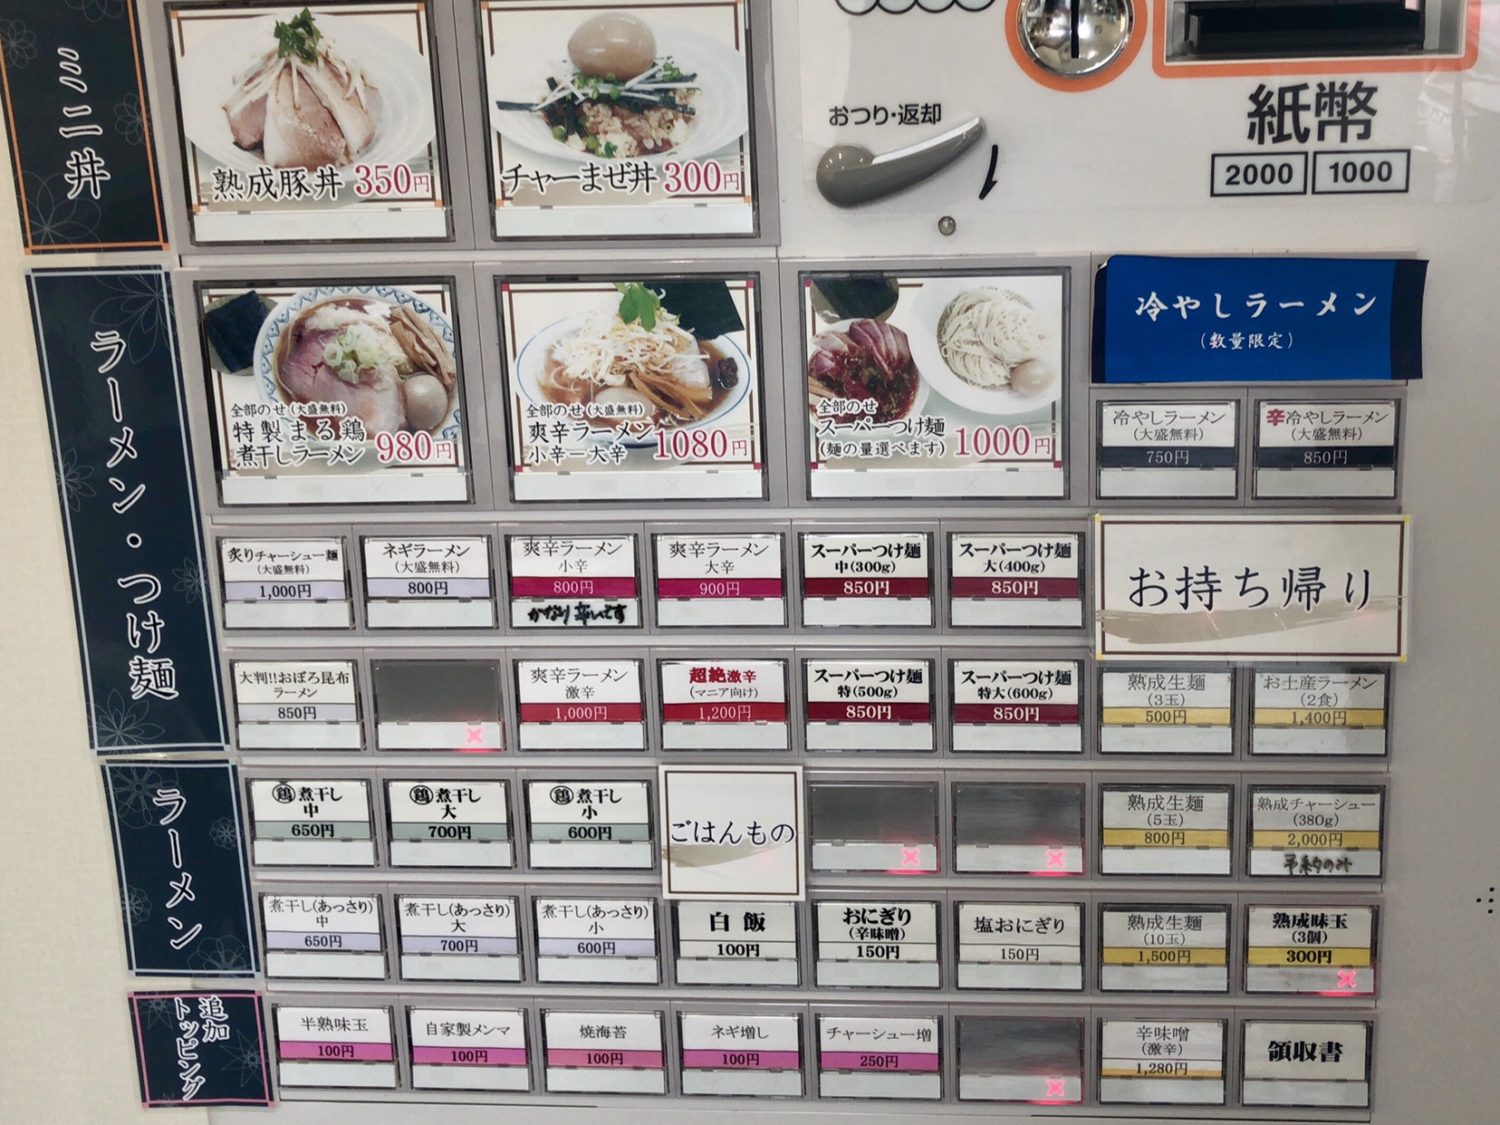 ミニ丼
熟成豚丼 350円
チャーまぜ丼 300円
おつり・返却
紙幣
2000 1000
ラーメン・つけ麺
全部のせ(大盛無料)
特製まる鶏
煮干しラーメン 980円
全部のせ(大盛無料)
爽辛ラーメン
小辛ー大辛 1080円
全部のせ
スーパーつけ麺
(麺の量選べます) 1000円
冷やしラーメン
(数量限定)
冷やしラーメン
(大盛無料)
750円
辛冷やしラーメン
(大盛無料)
850円
炙りチャーシュー麺
(大盛無料)
1,000円
ネギラーメン
(大盛無料)
800円
爽辛ラーメン
小辛
800円
かなり辛いです
爽辛ラーメン
大辛
900円
スーパーつけ麺
中(300g)
850円
スーパーつけ麺
大(400g)
850円
お持ち帰り
大判!!おぼろ昆布
ラーメン
850円
爽辛ラーメン
激辛
1,000円
超絶激辛
(マニア向け)
1,200円
スーパーつけ麺
特(500g)
850円
スーパーつけ麺
特大(600g)
850円
熟成生麺
(3玉)
500円
お土産ラーメン
(2食)
1,400円
ラーメン
鶏煮干し
中
650円
鶏煮干し
大
700円
鶏煮干し
小
600円
ごはんもの
熟成生麺
(5玉)
800円
熟成チャーシュー
(380g)
2,000円
予約のみ
煮干し(あっさり)
中
650円
煮干し(あっさり)
大
700円
煮干し(あっさり)
小
600円
白飯
100円
おにぎり
(辛味噌)
150円
塩おにぎり
150円
熟成生麺
(10玉)
1,500円
熟成味玉
(3個)
300円
追加
トッピング
半熟味玉
100円
自家製メンマ
100円
焼海苔
100円
ネギ増し
100円
チャーシュー増
250円
辛味噌
(激辛)
1,280円
領収書